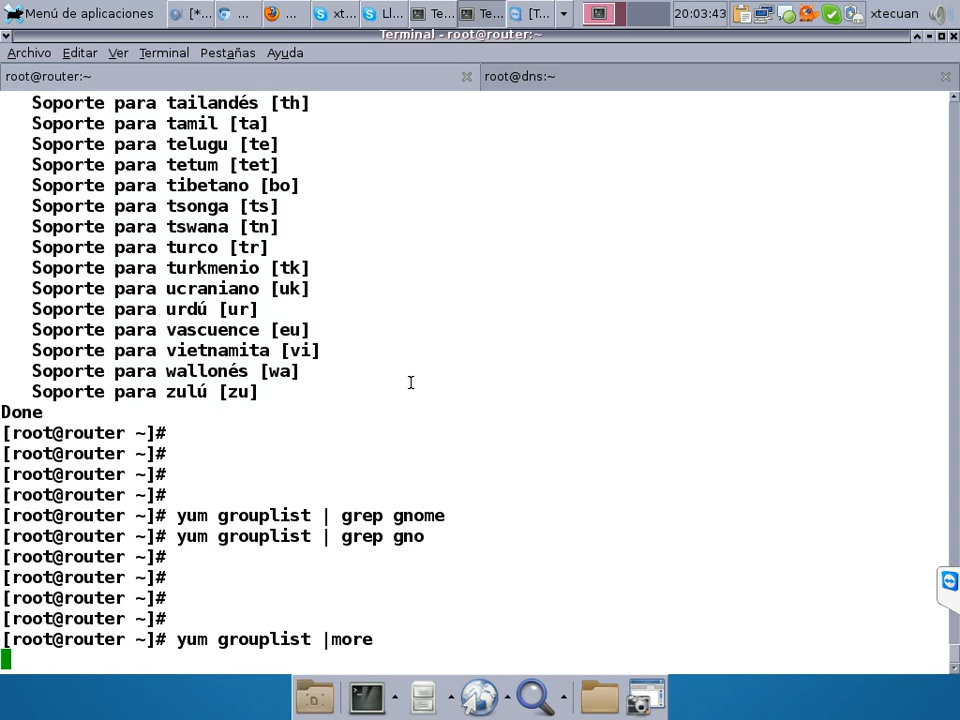 Menú de aplicaciones [*... ... ... xt... Ll... Te... Te... [T... 20:03:43 xtecuan
Terminal - root@router:~
Archivo Editar Ver Terminal Pestañas Ayuda
root@router:~ root@dns:~
Soporte para tailandés [th]
Soporte para tamil [ta]
Soporte para telugu [te]
Soporte para tetum [tet]
Soporte para tibetano [bo]
Soporte para tsonga [ts]
Soporte para tswana [tn]
Soporte para turco [tr]
Soporte para turkmenio [tk]
Soporte para ucraniano [uk]
Soporte para urdú [ur]
Soporte para vascuence [eu]
Soporte para vietnamita [vi]
Soporte para wallonés [wa]
Soporte para zulú [zu]
Done
[root@router ~]#
[root@router ~]#
[root@router ~]#
[root@router ~]#
[root@router ~]# yum grouplist | grep gnome
[root@router ~]# yum grouplist | grep gno
[root@router ~]#
[root@router ~]#
[root@router ~]#
[root@router ~]#
[root@router ~]# yum grouplist |more